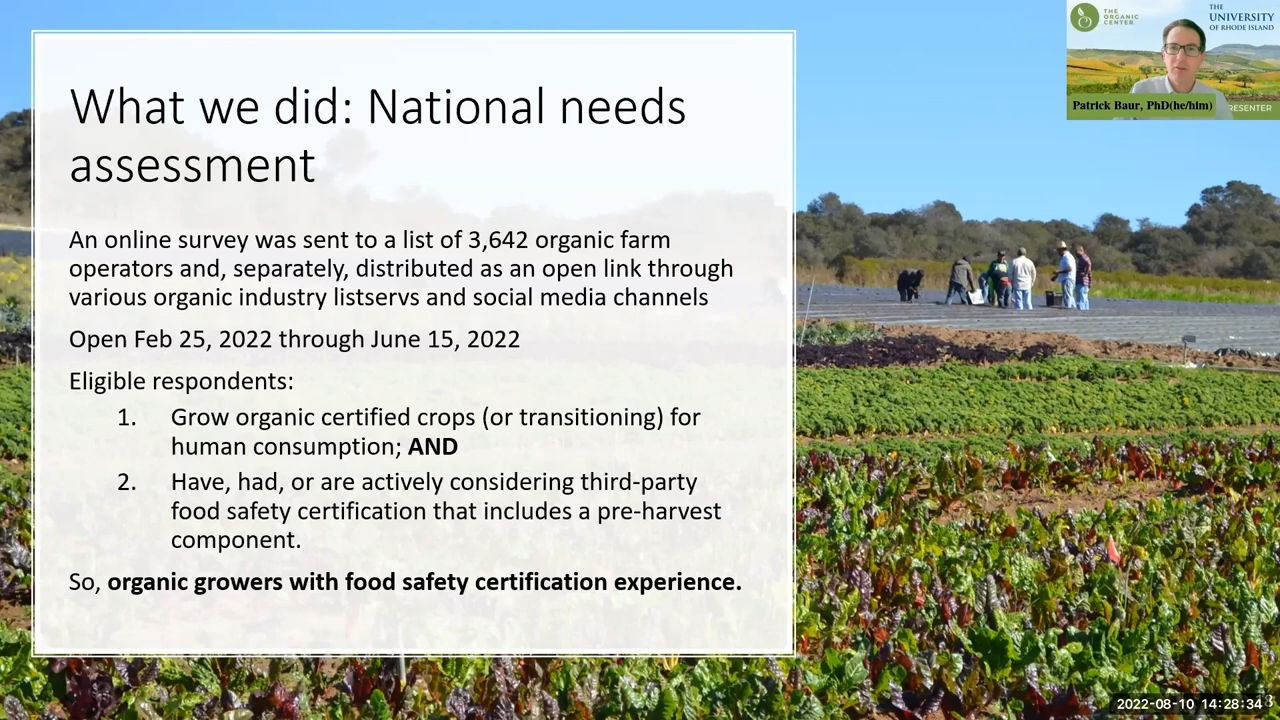 What we did: National needs
assessment
An online survey was sent to a list of 3,642 organic farm
operators and, separately, distributed as an open link through
various organic industry listservs and social media channels
Open Feb 25, 2022 through June 15, 2022
Eligible respondents:
1. Grow organic certified crops (or transitioning) for
human consumption; AND
2. Have, had, or are actively considering third-party
food safety certification that includes a pre-harvest
component.
So, organic growers with food safety certification experience.
THE
ORGANIC
CENTER
THE
UNIVERSITY
OF RHODE ISLAND
Patrick Baur, PhD(he/him)
RESENTER
2022-08-10 14:28:34